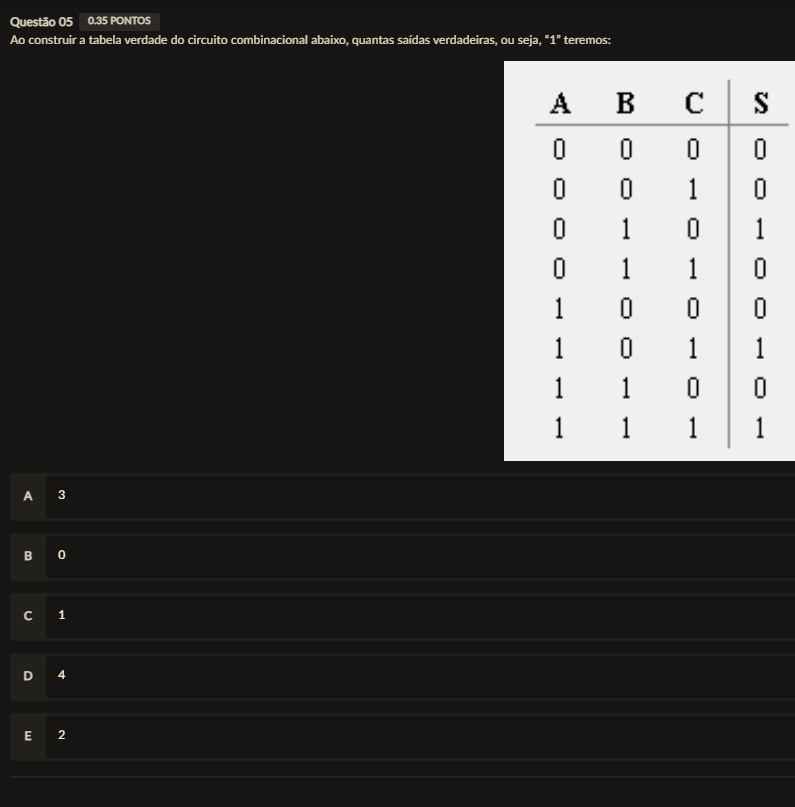 Questão 05 0.35 PONTOS
Ao construir a tabela verdade do circuito combinacional abaixo, quantas saídas verdadeiras, ou seja, “1” teremos:
A B C S
0 0 0 0
0 0 1 0
0 1 0 1
0 1 1 0
1 0 0 0
1 0 1 1
1 1 0 0
1 1 1 1
A 3
B 0
C 1
D 4
E 2